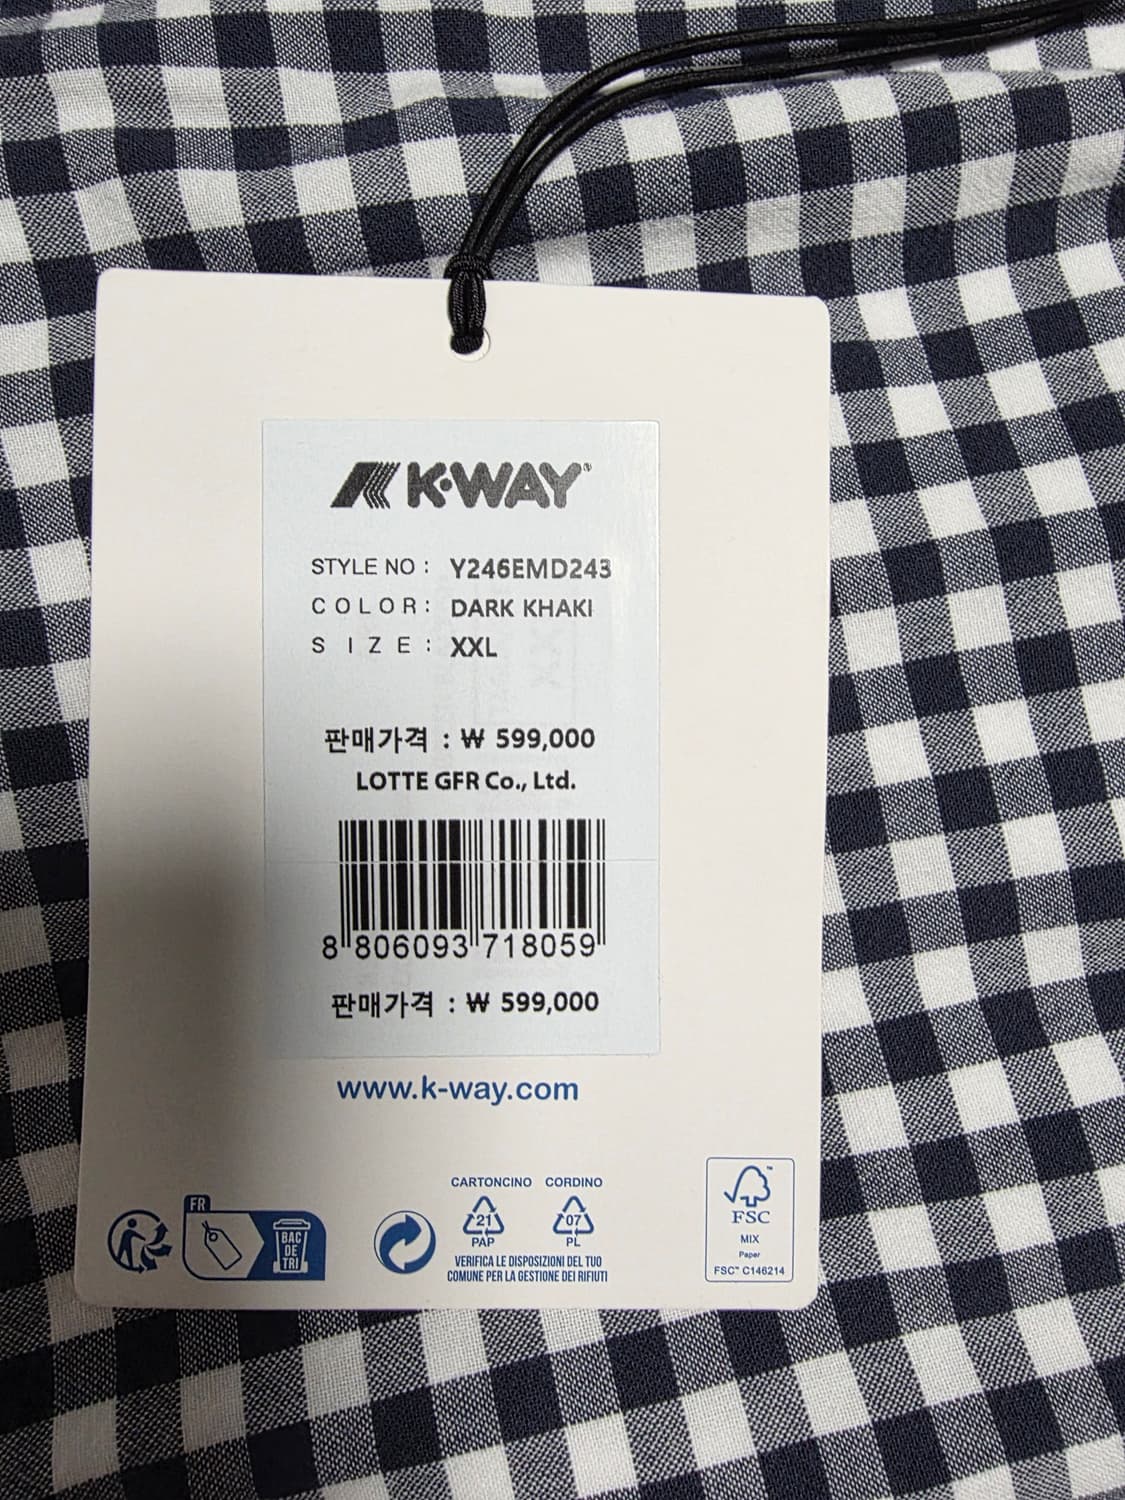 K·WAY®
STYLE NO : Y246EMD243
COLOR: DARK KHAKI
SIZE: XXL
판매가격 : ₩ 599,000
LOTTE GFR Co., Ltd.
8 806093 718059
판매가격 : ₩ 599,000
www.k-way.com
CARTONCINO CORDINO
FR
BAC
DE
TRI
21
PAP
07
PL
VERIFICA LE DISPOSIZIONI DEL TUO
COMUNE PER LA GESTIONE DEI RIFIUTI
FSC
MIX
Paper
FSC™ C146214